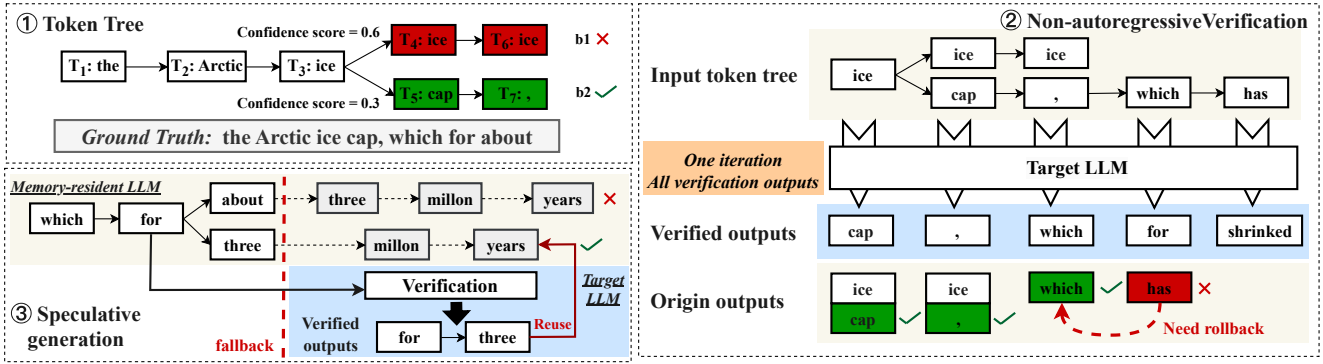 ① Token Tree
Confidence score = 0.6
T4: ice
T6: ice
b1
T1: the
T2: Arctic
T3: ice
T5: cap
T7: ,
b2
Confidence score = 0.3
Ground Truth: the Arctic ice cap, which for about
Memory-resident LLM
which
for
about
three
millon
years
three
millon
years
Verification
Target
LLM
③ Speculative
generation
fallback
Verified
outputs
for
three
Reuse
② Non-autoregressiveVerification
Input token tree
ice
ice
ice
cap
,
which
has
One iteration
All verification outputs
Target LLM
Verified outputs
cap
,
which
for
shrinked
Origin outputs
ice
cap
ice
,
which
has
Need rollback